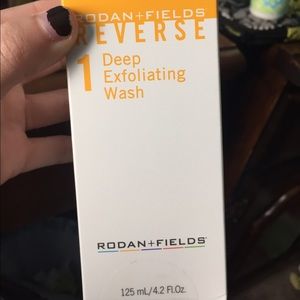 RODAN+FIELDS®
REVERSE
1 Deep
Exfoliating
Wash
RODAN+FIELDS®
125 mL/4.2 Fl.Oz.